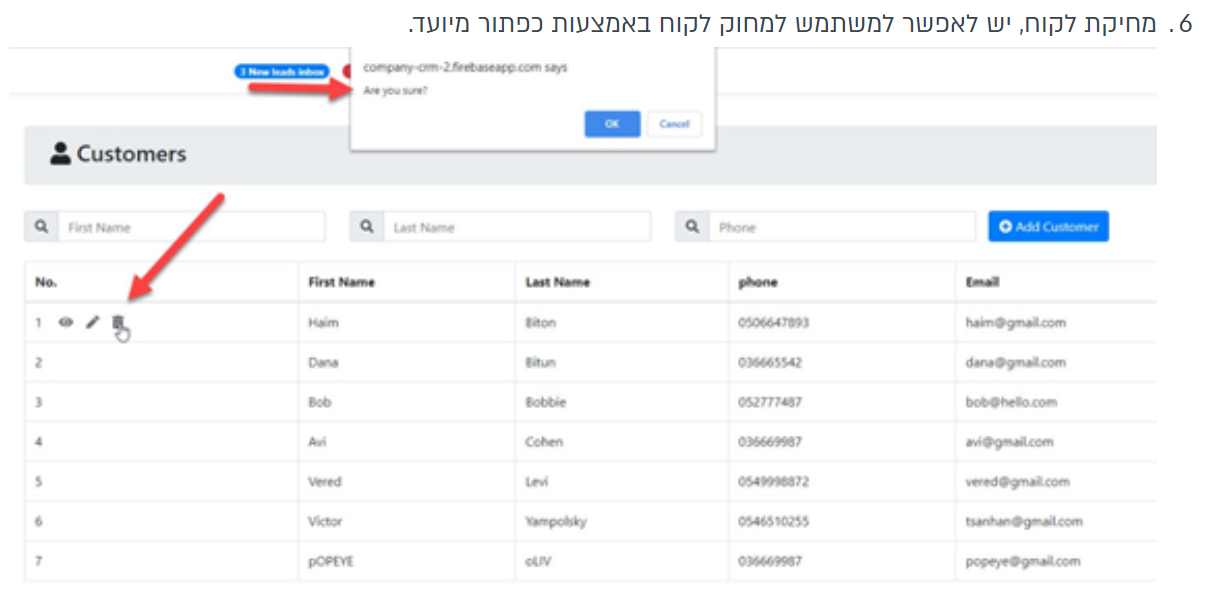 6. מחיקת לקוח, יש לאפשר למשתמש למחוק לקוח באמצעות כפתור מיועד.
3 New leads inbox
company-crm-2.firebaseapp.com says
Are you sure?
OK Cancel
Customers
First Name Last Name Phone Add Customer
No. First Name Last Name phone Email
1 Haim Biton 0506647893 haim@gmail.com
2 Dana Bitun 036665542 dana@gmail.com
3 Bob Bobbie 052777487 bob@hello.com
4 Avi Cohen 036669987 avi@gmail.com
5 Vered Levi 0549998872 vered@gmail.com
6 Victor Yampolsky 0546510255 tsanhan@gmail.com
7 pOPEYE oLIV 036669987 popeye@gmail.com